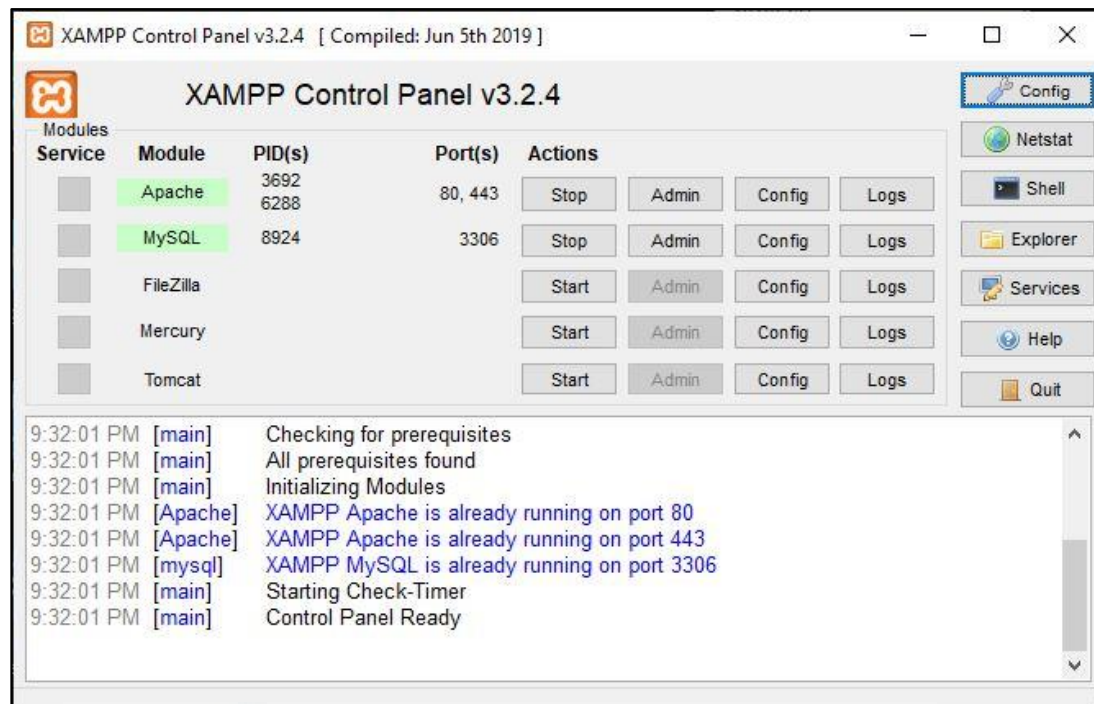 XAMPP Control Panel v3.2.4 [ Compiled: Jun 5th 2019 ]
XAMPP Control Panel v3.2.4
Config
Netstat
Shell
Explorer
Services
Help
Quit
Modules
Service Module PID(s) Port(s) Actions
Apache 3692 6288 80, 443 Stop Admin Config Logs
MySQL 8924 3306 Stop Admin Config Logs
FileZilla Start Admin Config Logs
Mercury Start Admin Config Logs
Tomcat Start Admin Config Logs
9:32:01 PM [main] Checking for prerequisites
9:32:01 PM [main] All prerequisites found
9:32:01 PM [main] Initializing Modules
9:32:01 PM [Apache] XAMPP Apache is already running on port 80
9:32:01 PM [Apache] XAMPP Apache is already running on port 443
9:32:01 PM [mysql] XAMPP MySQL is already running on port 3306
9:32:01 PM [main] Starting Check-Timer
9:32:01 PM [main] Control Panel Ready